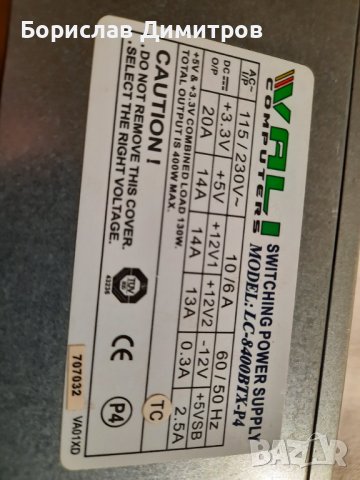 Борислав Димитров
VALI
COMPUTERS
SWITCHING POWER SUPPLY
MODEL: LC-8400BTX-P4
AC~ I/P 115/230V~ 10/6A 60/50Hz
DC⎓ O/P +3.3V +5V +12V1 +12V2 -12V +5VSB
20A 14A 14A 13A 0.3A 2.5A
+5V & +3.3V COMBINED LOAD 130W.
TOTAL OUTPUT IS 400W MAX.
CAUTION !
.DO NOT REMOVE THIS COVER.
.SELECT THE RIGHT VOLTAGE.
TÜV
43236
CE
TC
P4
707032
VA01XD
bazar